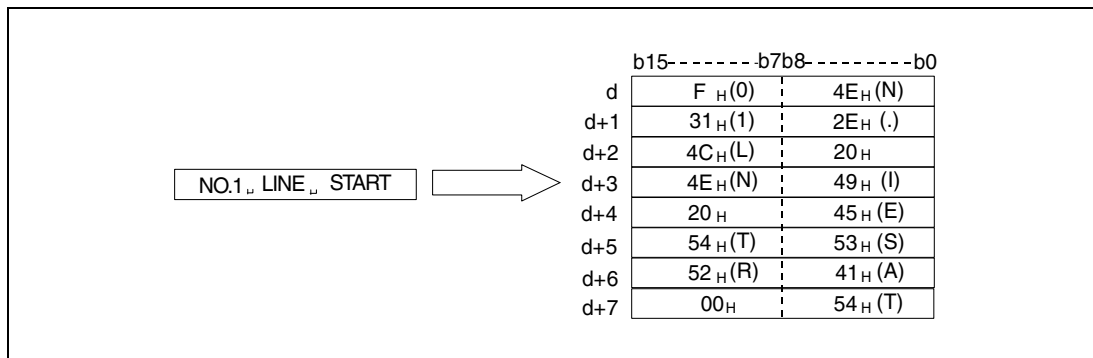 b15-------b7b8---------b0
d F H (0) 4E H (N)
d+1 31 H (1) 2E H (.)
d+2 4C H (L) 20 H
NO.1␣ LINE␣ START
d+3 4E H (N) 49 H (I)
d+4 20 H 45 H (E)
d+5 54 H (T) 53 H (S)
d+6 52 H (R) 41 H (A)
d+7 00 H 54 H (T)